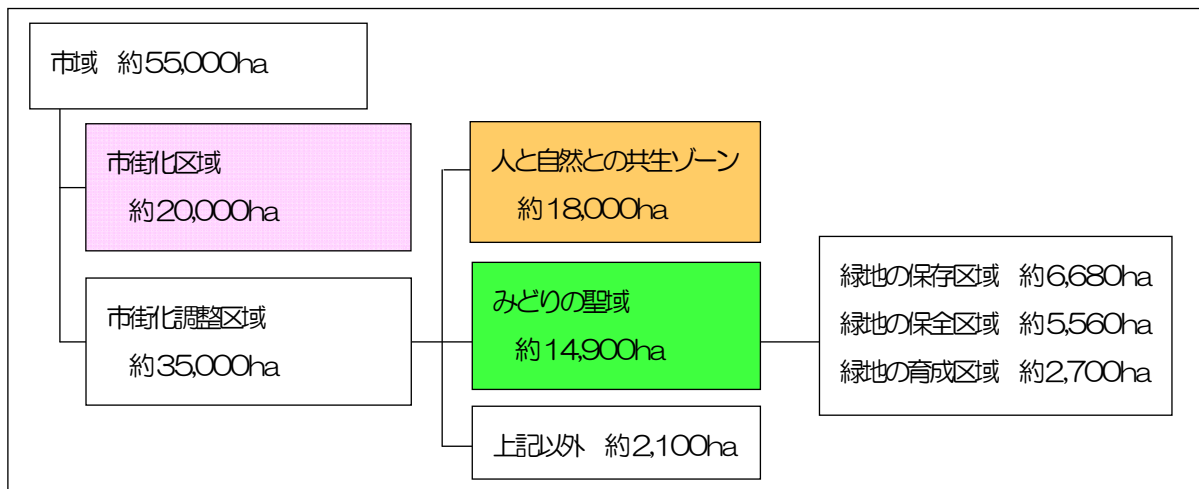 市域　約55,000ha
市街化区域
約20,000ha
市街化調整区域
約35,000ha
人と自然との共生ゾーン
約18,000ha
みどりの聖域
約14,900ha
上記以外　約2,100ha
緑地の保存区域　約6,680ha
緑地の保全区域　約5,560ha
緑地の育成区域　約2,700ha